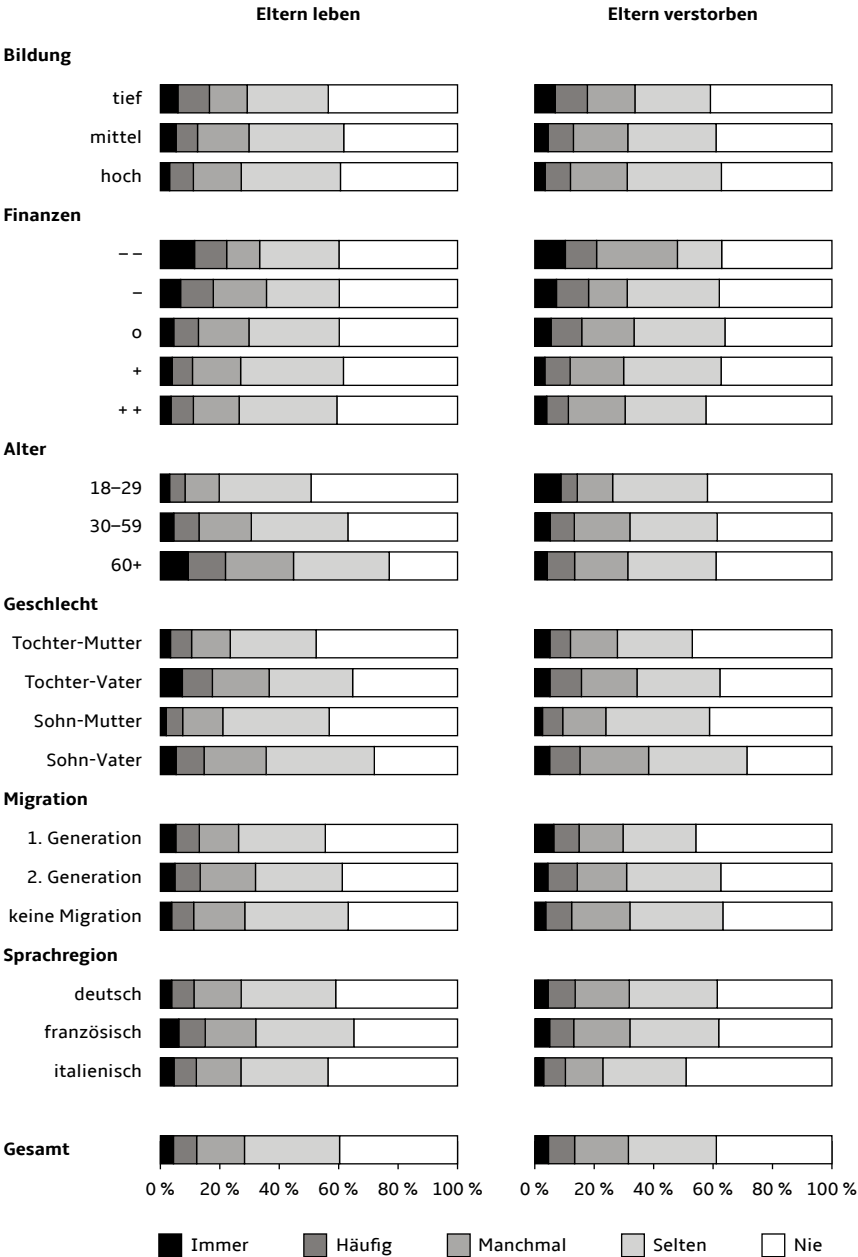 Eltern leben Eltern verstorben
Bildung
tief
mittel
hoch
Finanzen
– –
–
o
+
+ +
Alter
18–29
30–59
60+
Geschlecht
Tochter-Mutter
Tochter-Vater
Sohn-Mutter
Sohn-Vater
Migration
1. Generation
2. Generation
keine Migration
Sprachregion
deutsch
französisch
italienisch
Gesamt
0 % 20 % 40 % 60 % 80 % 100 % 0 % 20 % 40 % 60 % 80 % 100 %
Immer Häufig Manchmal Selten Nie